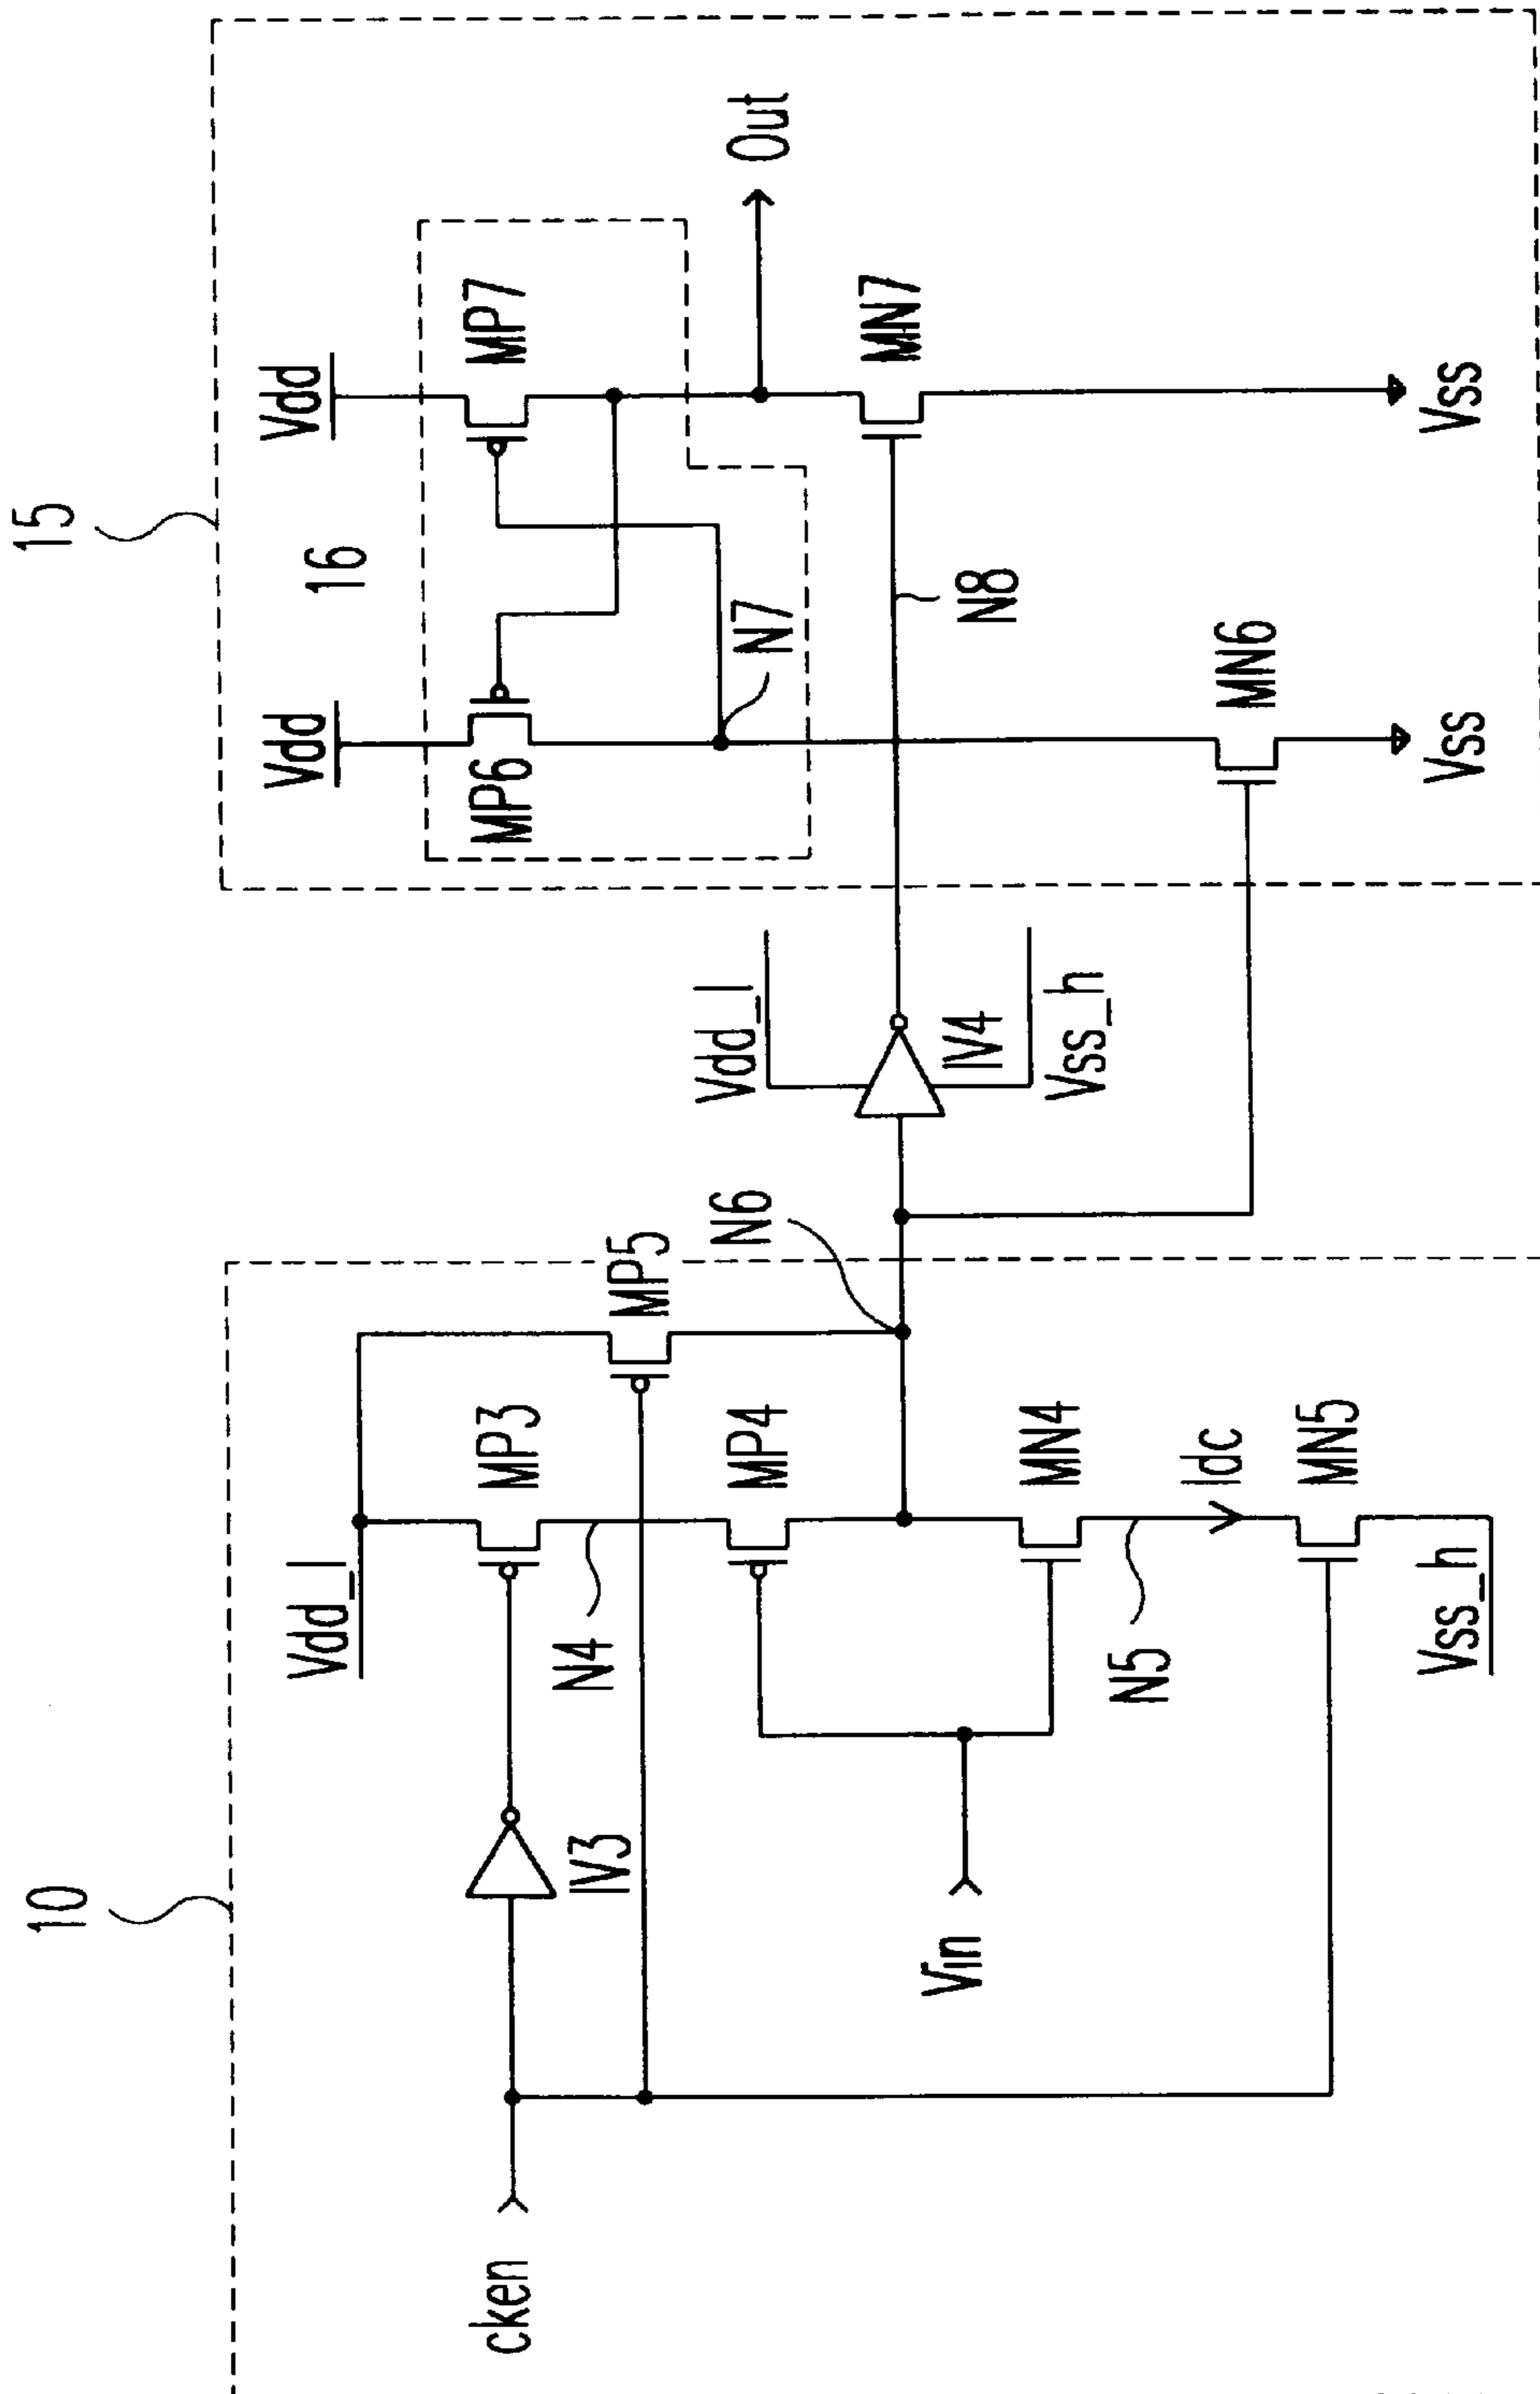 10
15
16
Vdd_l
Vdd
Vdd
cken
IV3
N4
MP3
MP5
MP4
N6
Vdd_l
MP6
MP7
N7
Out
Vin
MN4
N5
Idc
MN5
Vss_h
IV4
Vss_h
N8
MN7
MN6
Vss
Vss